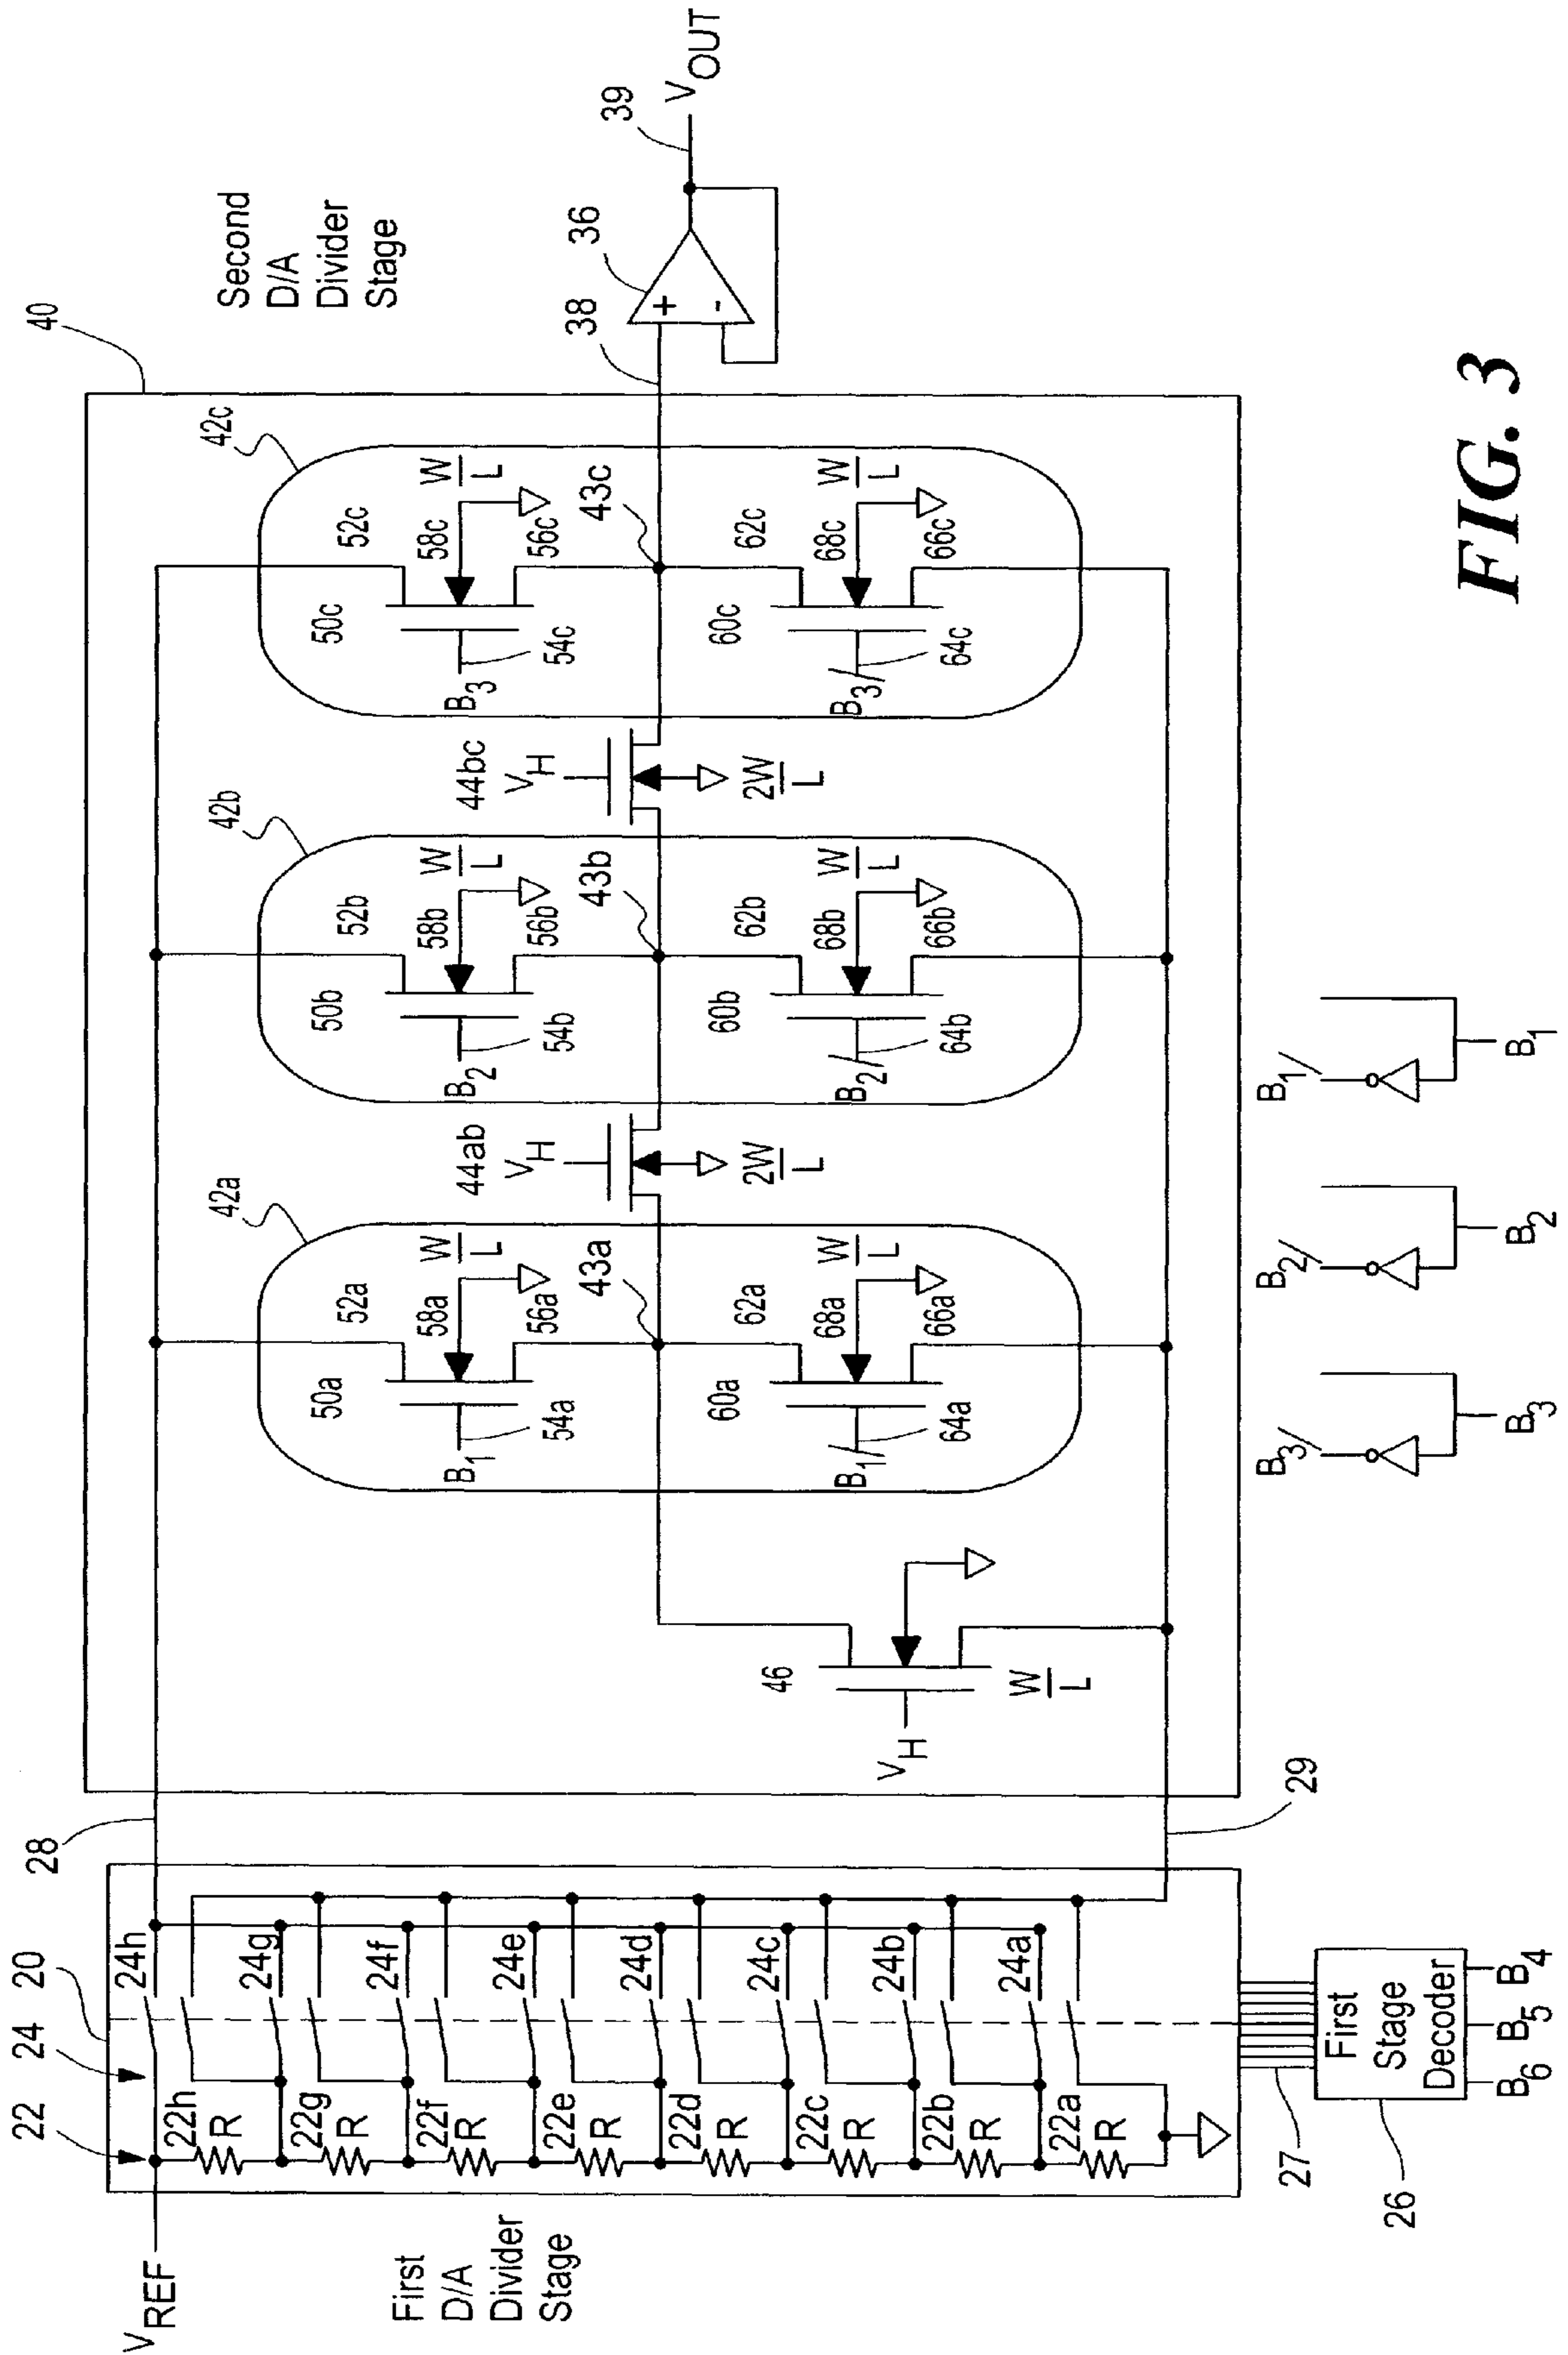 First
D/A
Divider
Stage
V REF
22
24
20
28
40
Second
D/A
Divider
Stage
22h
R
24h
22g
R
24g
22f
R
24f
22e
R
24e
22d
R
24d
22c
R
24c
22b
R
24b
22a
R
24a
27
26
First
Stage
Decoder
B6
B5
B4
29
VH
46
W
L
42a
50a
52a
58a
W
L
56a
B1
54a
43a
60a
62a
68a
W
L
66a
B1/
64a
44ab
VH
2W
L
42b
50b
52b
58b
W
L
56b
B2
54b
43b
60b
62b
68b
W
L
66b
B2/
64b
44bc
VH
2W
L
42c
50c
52c
58c
W
L
56c
B3
54c
43c
60c
62c
68c
W
L
66c
B3/
64c
38
36
+
-
39
V OUT
B3/
B3
B2/
B2
B1/
B1
FIG. 3